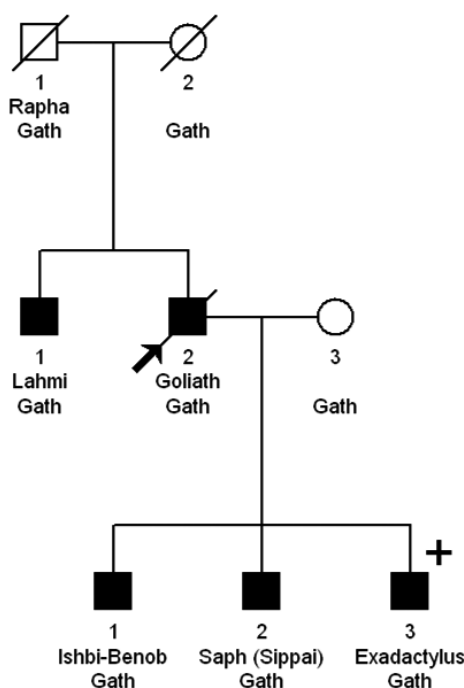 1 2
Rapha
Gath Gath
1 2 3
Lahmi Goliath
Gath Gath Gath
+
1 2 3
Ishbi-Benob Saph (Sippai) Exadactylus
Gath Gath Gath